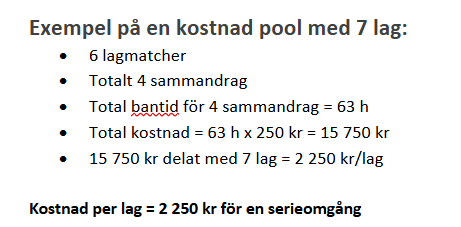 Exempel på en kostnad pool med 7 lag:
• 6 lagmatcher
• Totalt 4 sammandrag
• Total bantid för 4 sammandrag = 63 h
• Total kostnad = 63 h x 250 kr = 15 750 kr
• 15 750 kr delat med 7 lag = 2 250 kr/lag
Kostnad per lag = 2 250 kr för en serieomgång